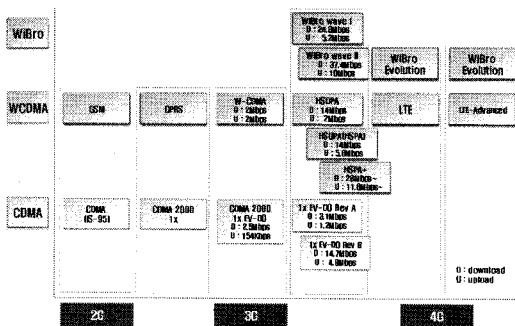 WiBro
WiBro wave I
D : 24.8Mbps
U : 5.2Mbps
WiBro wave II
D : 37.4Mbps
U : 10Mbps
WiBro
Evolution
WiBro
Evolution
WCDMA
GSM
GPRS
W-CDMA
D : 2Mbps
U : 2Mbps
HSDPA
D : 14Mbps
U : 2Mbps
LTE
LTE-Advanced
HSUPA(HSPA)
D : 14Mbps
U : 5.8Mbps
HSPA+
D : 28Mbps~
U : 11.5Mbps~
CDMA
CDMA
(IS-95)
CDMA 2000
1x
CDMA 2000
1x EV-DO
D : 2.5Mbps
U : 154Kbps
1x EV-DO Rev A
D : 3.1Mbps
U : 1.2Mbps
1x EV-DO Rev B
D : 14.7Mbps
U : 4.9Mbps
D : download
U : upload
2G
3G
4G